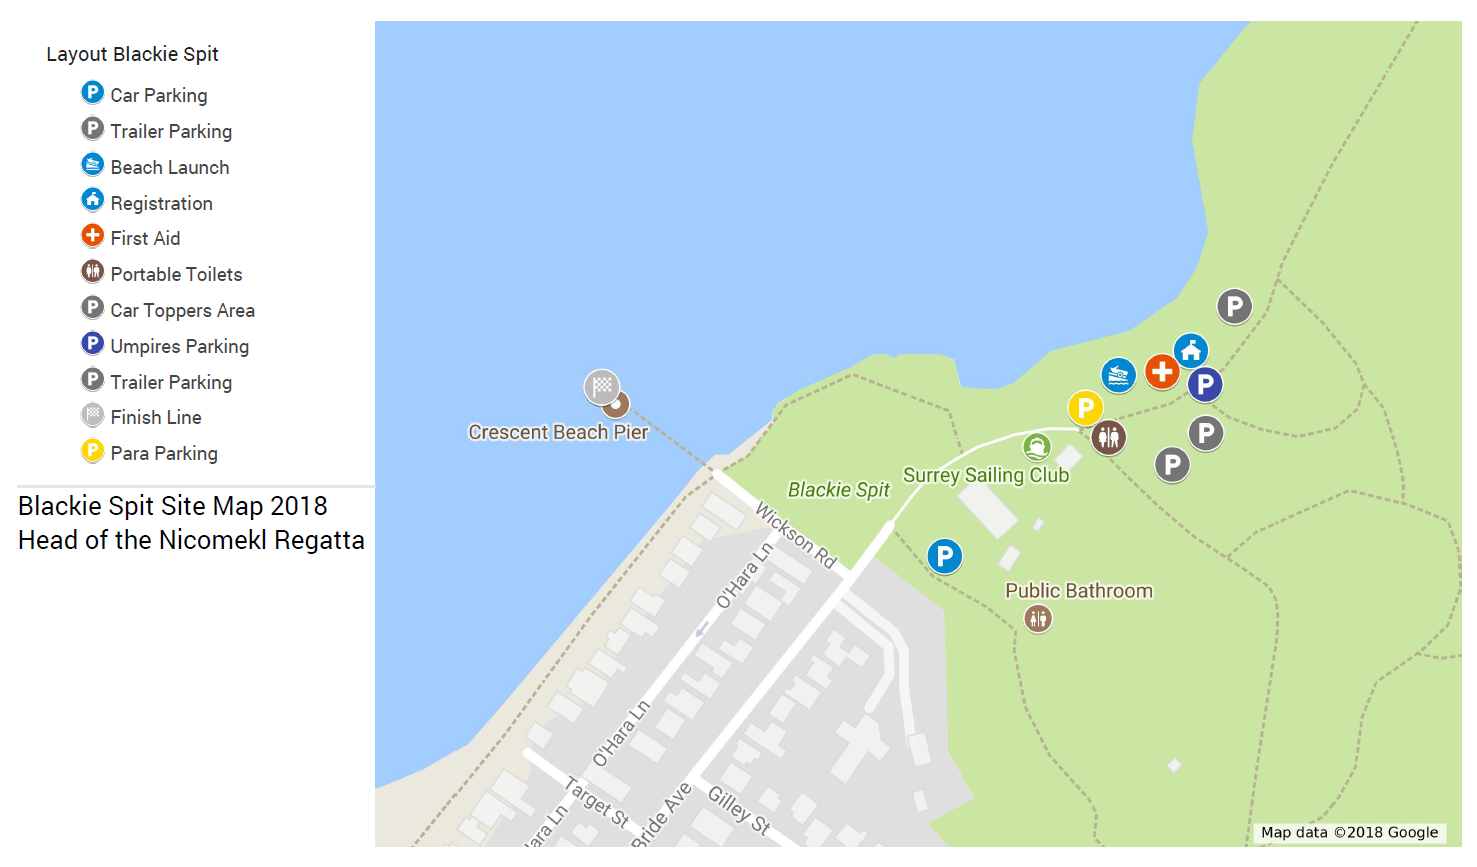 Layout Blackie Spit
P Car Parking
P Trailer Parking
Beach Launch
Registration
First Aid
Portable Toilets
P Car Toppers Area
P Umpires Parking
P Trailer Parking
Finish Line
P Para Parking
Blackie Spit Site Map 2018
Head of the Nicomekl Regatta
P
P
P
P
P
Crescent Beach Pier
Surrey Sailing Club
Blackie Spit
Wickson Rd
P
O'Hara Ln
Public Bathroom
O'Hara Ln
Target St
Gilley St
Bride Ave
ara Ln
Map data ©2018 Google